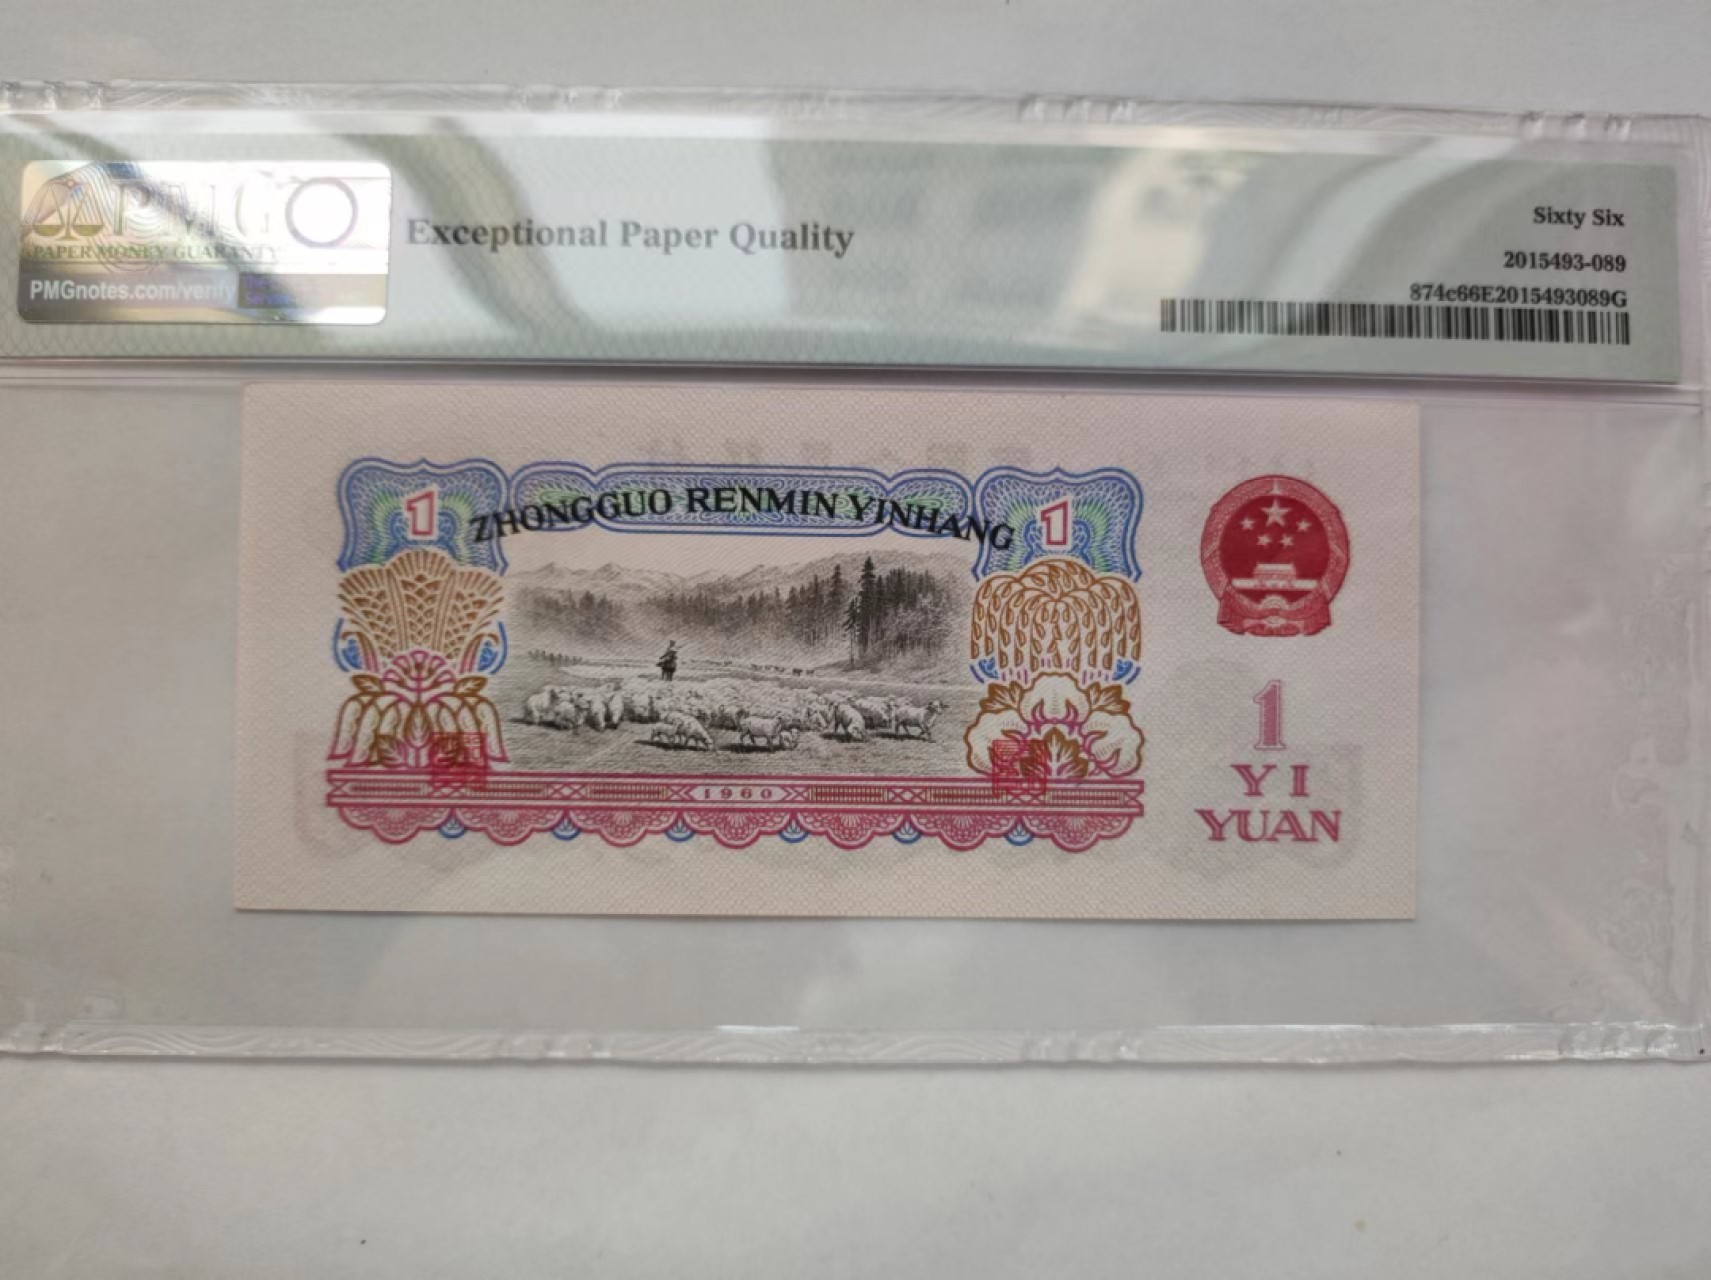 PMG
PAPER MONEY GUARANTY
PMGnotes.com/verify
Exceptional Paper Quality
Sixty Six
2015493-089
874c66E2015493089G
1
ZHONGGUO RENMIN YINHANG
1
1960
1
YI
YUAN